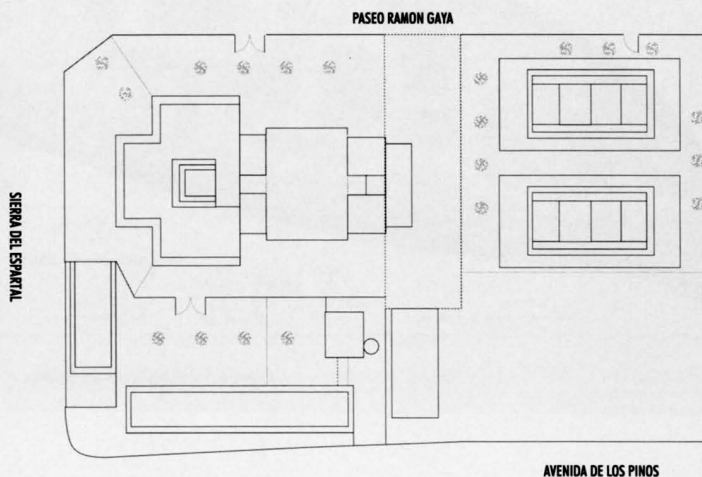 PASEO RAMON GAYA
SIERRA DEL ESPARTAL
AVENIDA DE LOS PINOS